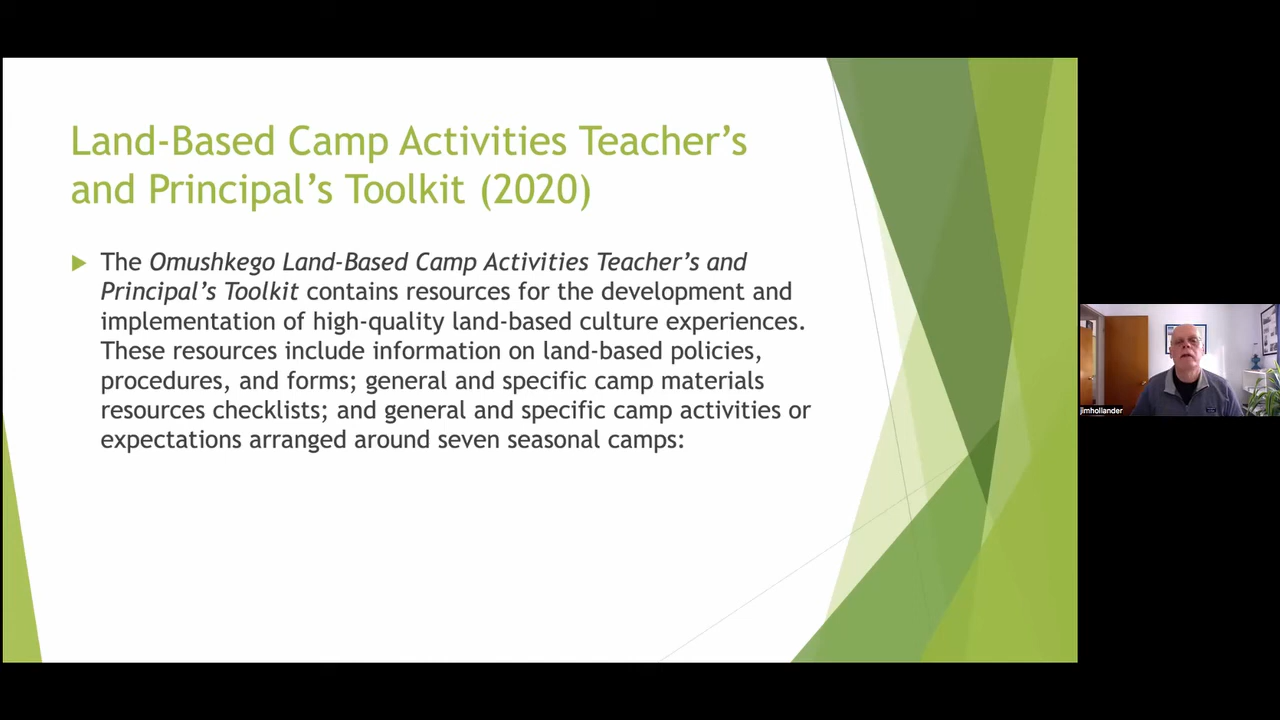 Land-Based Camp Activities Teacher’s
and Principal’s Toolkit (2020)
The Omushkego Land-Based Camp Activities Teacher’s and
Principal’s Toolkit contains resources for the development and
implementation of high-quality land-based culture experiences.
These resources include information on land-based policies,
procedures, and forms; general and specific camp materials
resources checklists; and general and specific camp activities or
expectations arranged around seven seasonal camps:
jimhollander